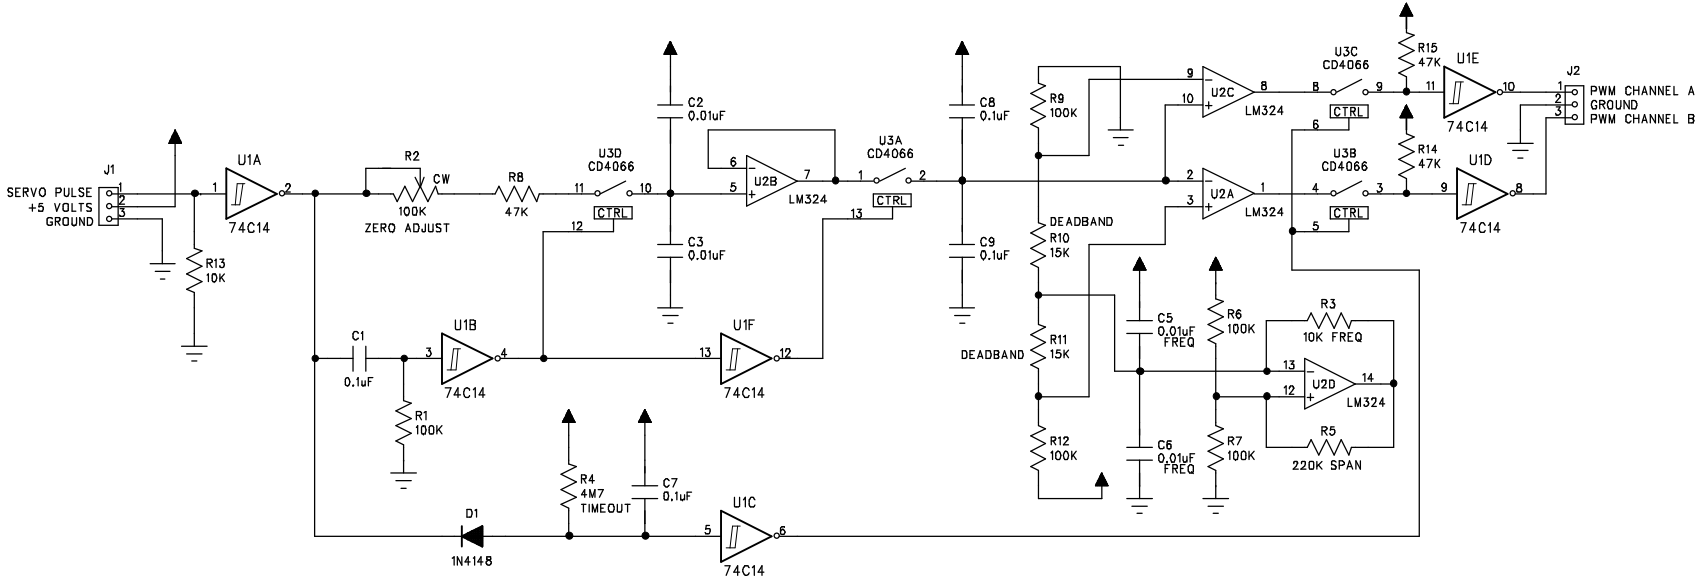 J1
SERVO PULSE
+5 VOLTS
GROUND
1
2
3
U1A
1
2
74C14
R13
10K
R2
CW
100K
ZERO ADJUST
R8
47K
U3D
CD4066
11
10
CTRL
12
C2
0.01uF
C3
0.01uF
6
5
U2B
7
LM324
U3A
CD4066
1
2
CTRL
13
C8
0.1uF
C9
0.1uF
R9
100K
DEADBAND
R10
15K
R11
15K
DEADBAND
R12
100K
9
10
U2C
8
LM324
2
3
U2A
1
LM324
U3C
CD4066
8
9
CTRL
6
U3B
CD4066
4
3
CTRL
5
R15
47K
R14
47K
U1E
11
10
74C14
U1D
9
8
74C14
J2
1
2
3
PWM CHANNEL A
GROUND
PWM CHANNEL B
C1
0.1uF
R1
100K
U1B
3
4
74C14
U1F
13
12
74C14
C5
0.01uF
FREQ
C6
0.01uF
FREQ
R6
100K
R7
100K
R3
10K FREQ
13
12
U2D
14
LM324
R5
220K SPAN
D1
1N4148
R4
4M7
TIMEOUT
C7
0.1uF
U1C
5
6
74C14